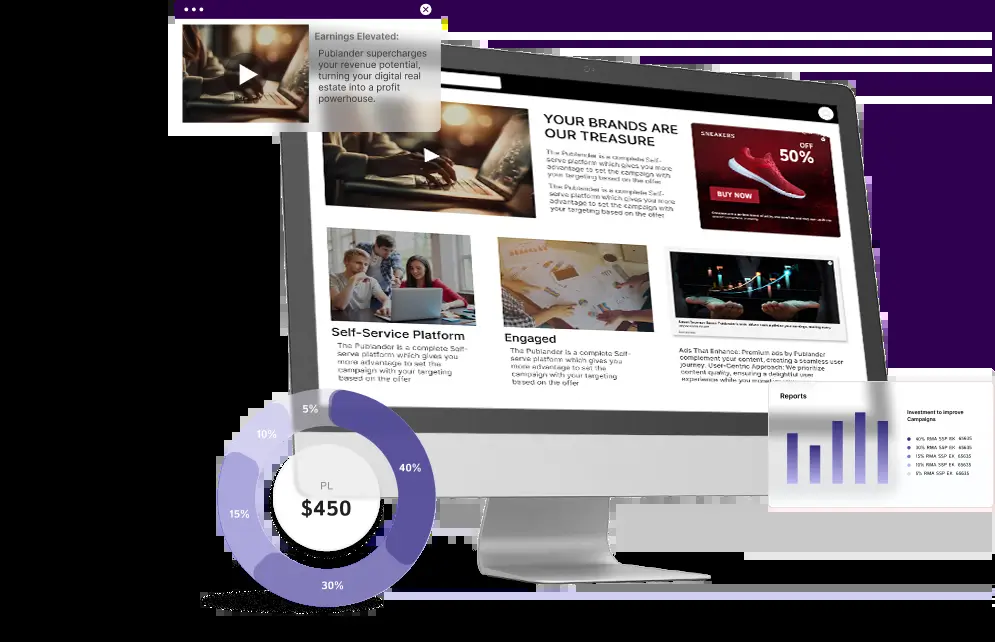 Earnings Elevated:
Publander supercharges
your revenue potential,
turning your digital real
estate into a profit
powerhouse.
YOUR BRANDS ARE
OUR TREASURE
The Publander is a complete Self-
serve platform which gives you
more advantage to set the campaign with
your targeting based on the offer
The Publander is a complete Self-
serve platform which gives you more
advantage to set the campaign with
your targeting based on the offer
SNEAKERS
OFF
50%
BUY NOW
Self-Service Platform
The Publander is a complete Self-
serve platform which gives you
more advantage to set the
campaign with your targeting
based on the offer
Engaged
The Publander is a complete Self-
serve platform which gives you
more advantage to set the
campaign with your targeting
based on the offer
Ads That Enhance: Premium ads by Publander
complement your content, creating a seamless user
journey. User-Centric Approach: We prioritize
content quality, ensuring a delightful user
experience while you
Reports
Investment to improve
Campaigns
40% RMA SSP EK 65635
30% RMA SSP EK 65635
15% RMA SSP EK 65635
10% RMA SSP EK 65635
5% RMA SSP EK 65635
5%
10%
40%
15%
30%
PL
$450